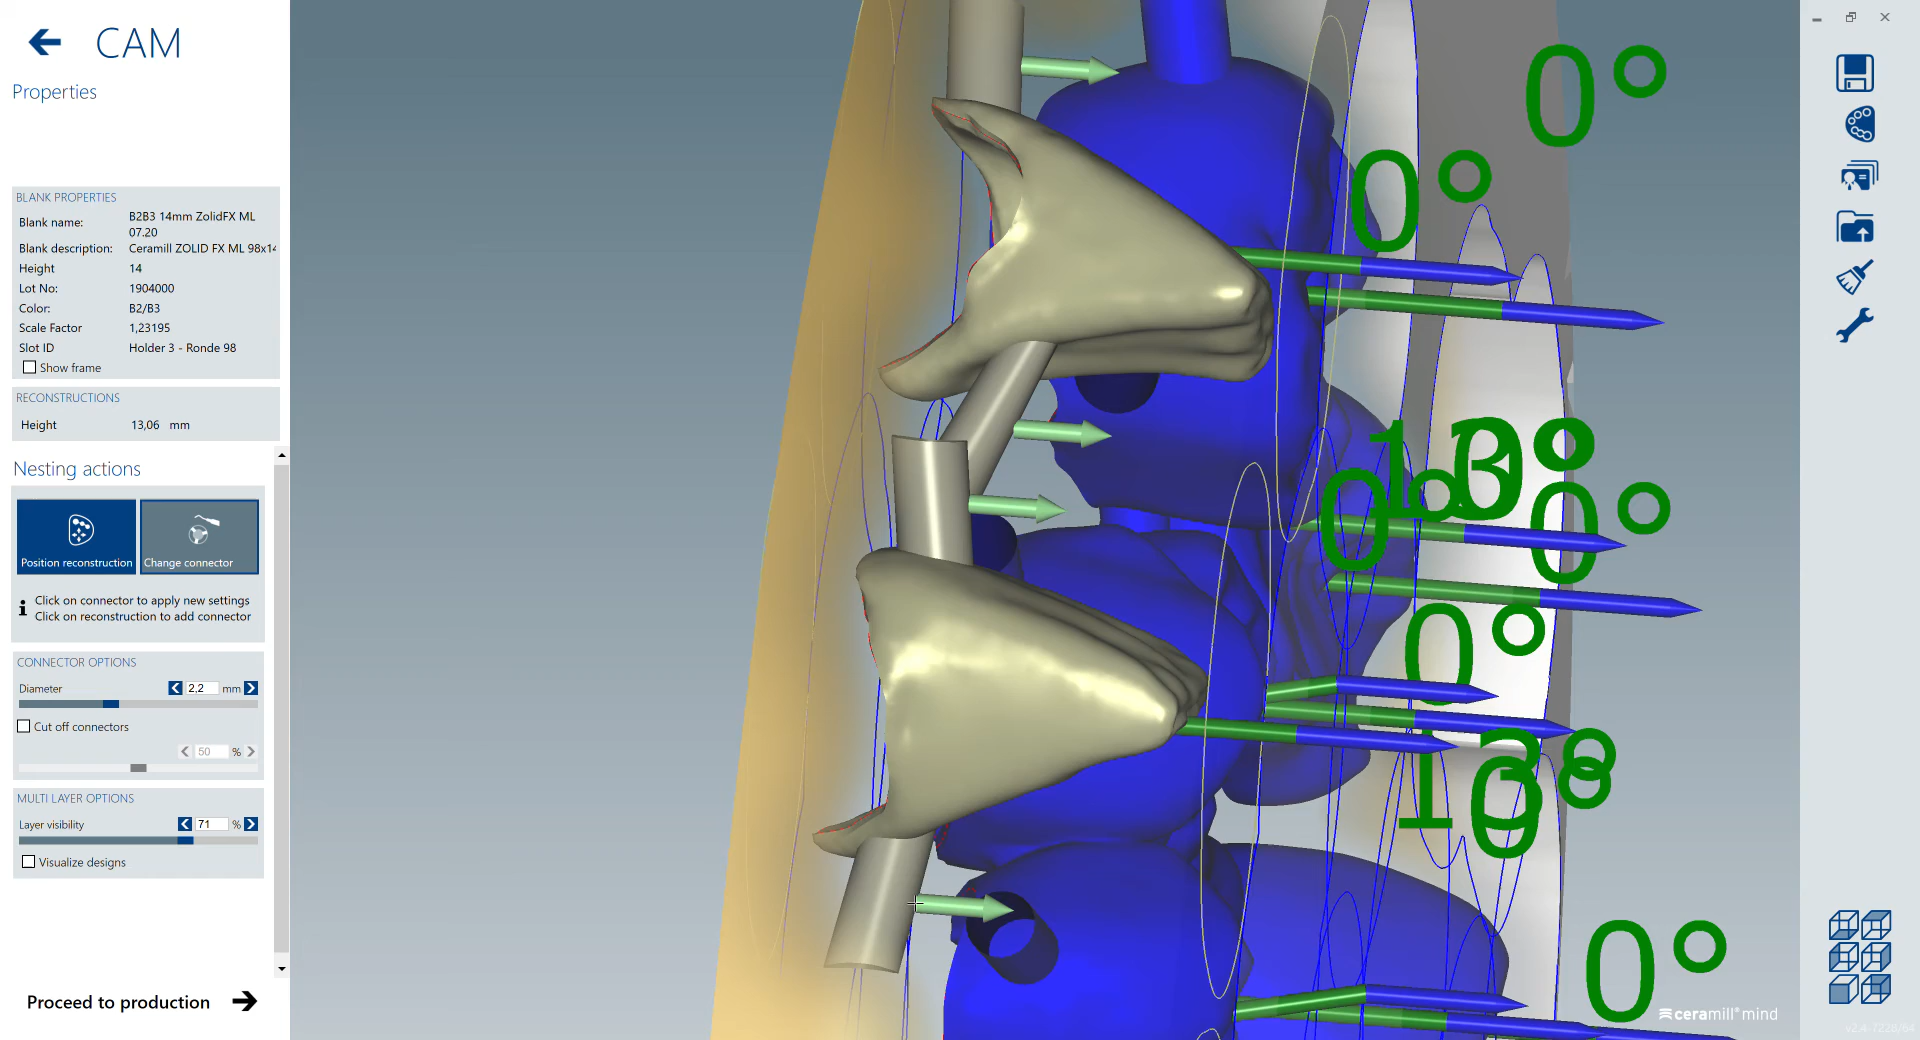 CAM
Properties
BLANK PROPERTIES
Blank name: B2B3 14mm ZolidFX ML 07.20
Blank description: Ceramill ZOLID FX ML 98x14
Height 14
Lot No: 1904000
Color: B2/B3
Scale Factor 1,23195
Slot ID Holder 3 - Ronde 98
Show frame
RECONSTRUCTIONS
Height 13,06 mm
Nesting actions
Position reconstruction
Change connector
Click on connector to apply new settings
Click on reconstruction to add connector
CONNECTOR OPTIONS
Diameter 2,2 mm
Cut off connectors
50 %
MULTI LAYER OPTIONS
Layer visibility 71 %
Visualize designs
Proceed to production
0°
0°
0°
0°
0°
0°
ceramill mind
v2.4-7228/64